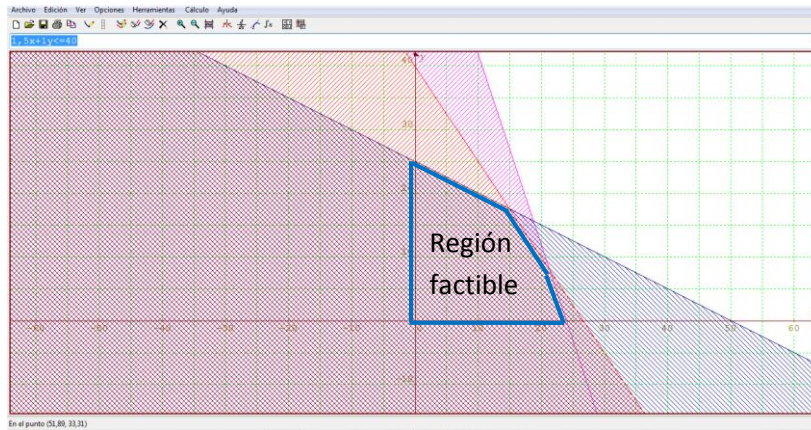 Archivo Edición Ver Opciones Herramientas Cálculo Ayuda
1,5x+1y<=40
40 y
30
Región
factible
-60 -50 -40 -30 -20 -10 10 20 30 40 50 60
-10
En el punto (51,89, 33,31)